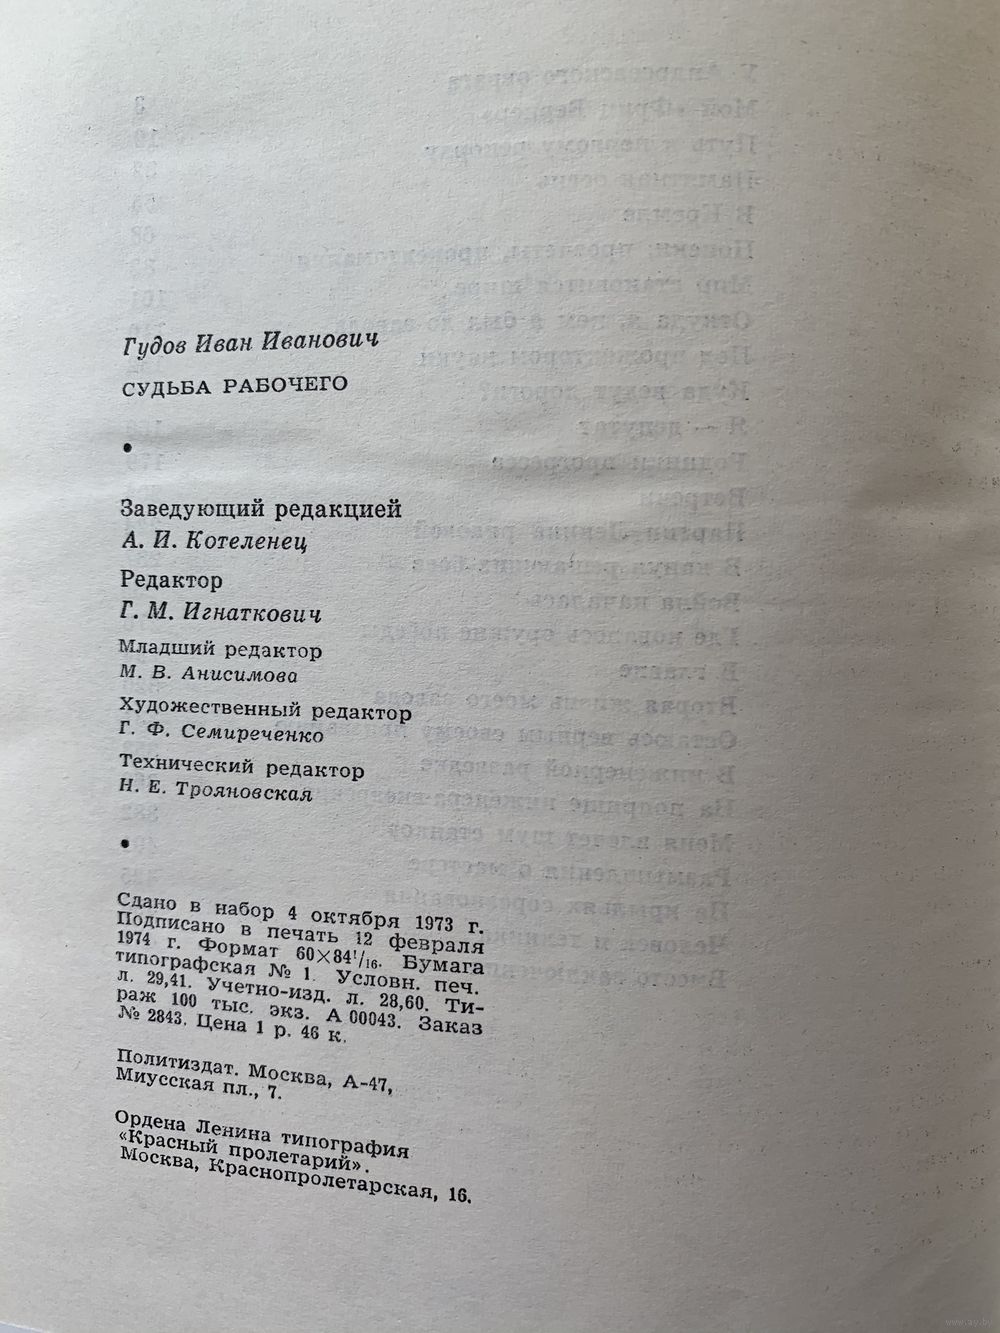 Гудов Иван Иванович
СУДЬБА РАБОЧЕГО
•
Заведующий редакцией
А. И. Котеленец
Редактор
Г. М. Игнаткович
Младший редактор
М. В. Анисимова
Художественный редактор
Г. Ф. Семиреченко
Технический редактор
Н. Е. Трояновская
•
Сдано в набор 4 октября 1973 г.
Подписано в печать 12 февраля
1974 г. Формат 60×84¹/₁₆. Бумага
типографская № 1. Условн. печ.
л. 29,41. Учетно-изд. л. 28,60. Ти-
раж 100 тыс. экз. А 00043. Заказ
№ 2843. Цена 1 р. 46 к.
Политиздат. Москва, А-47,
Миусская пл., 7.
Ордена Ленина типография
«Красный пролетарий».
Москва, Краснопролетарская, 16.
www.ay.by